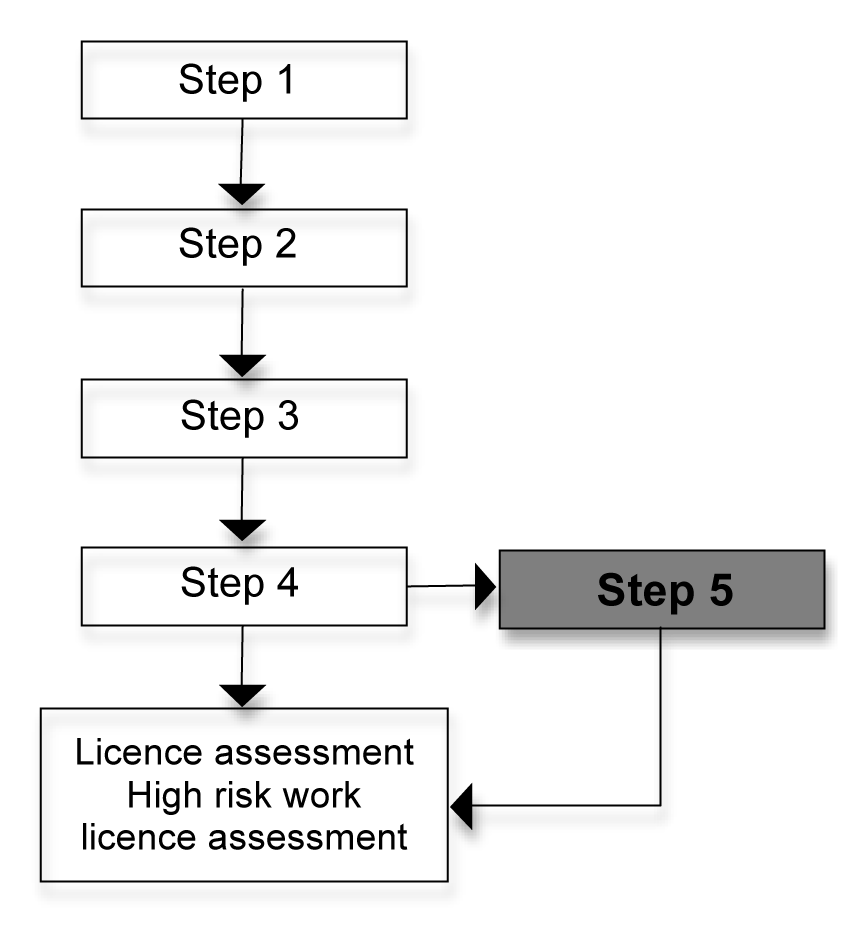 Step 1
Step 2
Step 3
Step 4
Step 5
Licence assessment
High risk work
licence assessment